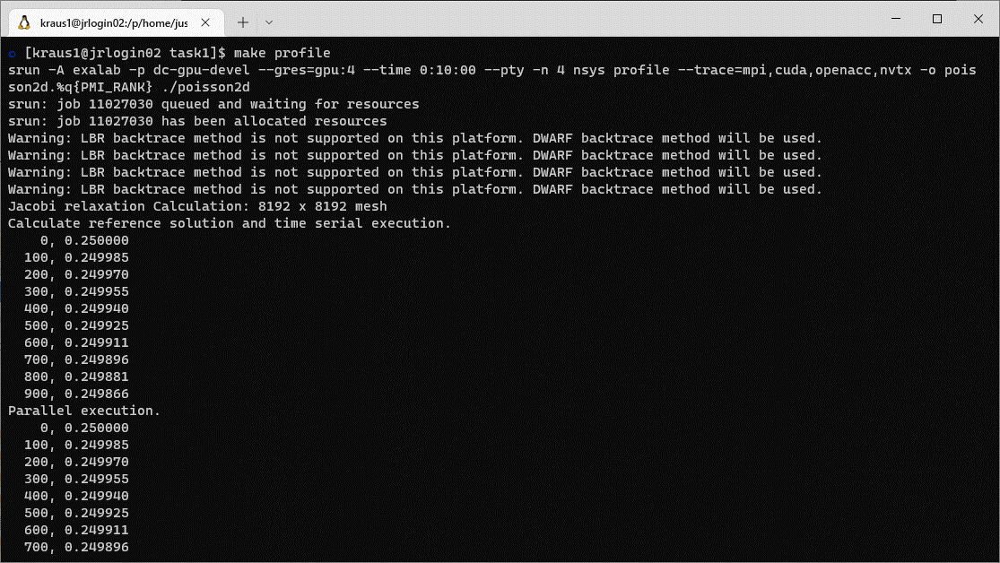 kraus1@jrlogin02:/p/home/jus
[kraus1@jrlogin02 task1]$ make profile
srun -A exalab -p dc-gpu-devel --gres=gpu:4 --time 0:10:00 --pty -n 4 nsys profile --trace=mpi,cuda,openacc,nvtx -o pois
son2d.%q{PMI_RANK} ./poisson2d
srun: job 11027030 queued and waiting for resources
srun: job 11027030 has been allocated resources
Warning: LBR backtrace method is not supported on this platform. DWARF backtrace method will be used.
Warning: LBR backtrace method is not supported on this platform. DWARF backtrace method will be used.
Warning: LBR backtrace method is not supported on this platform. DWARF backtrace method will be used.
Warning: LBR backtrace method is not supported on this platform. DWARF backtrace method will be used.
Jacobi relaxation Calculation: 8192 x 8192 mesh
Calculate reference solution and time serial execution.
    0, 0.250000
  100, 0.249985
  200, 0.249970
  300, 0.249955
  400, 0.249940
  500, 0.249925
  600, 0.249911
  700, 0.249896
  800, 0.249881
  900, 0.249866
Parallel execution.
    0, 0.250000
  100, 0.249985
  200, 0.249970
  300, 0.249955
  400, 0.249940
  500, 0.249925
  600, 0.249911
  700, 0.249896